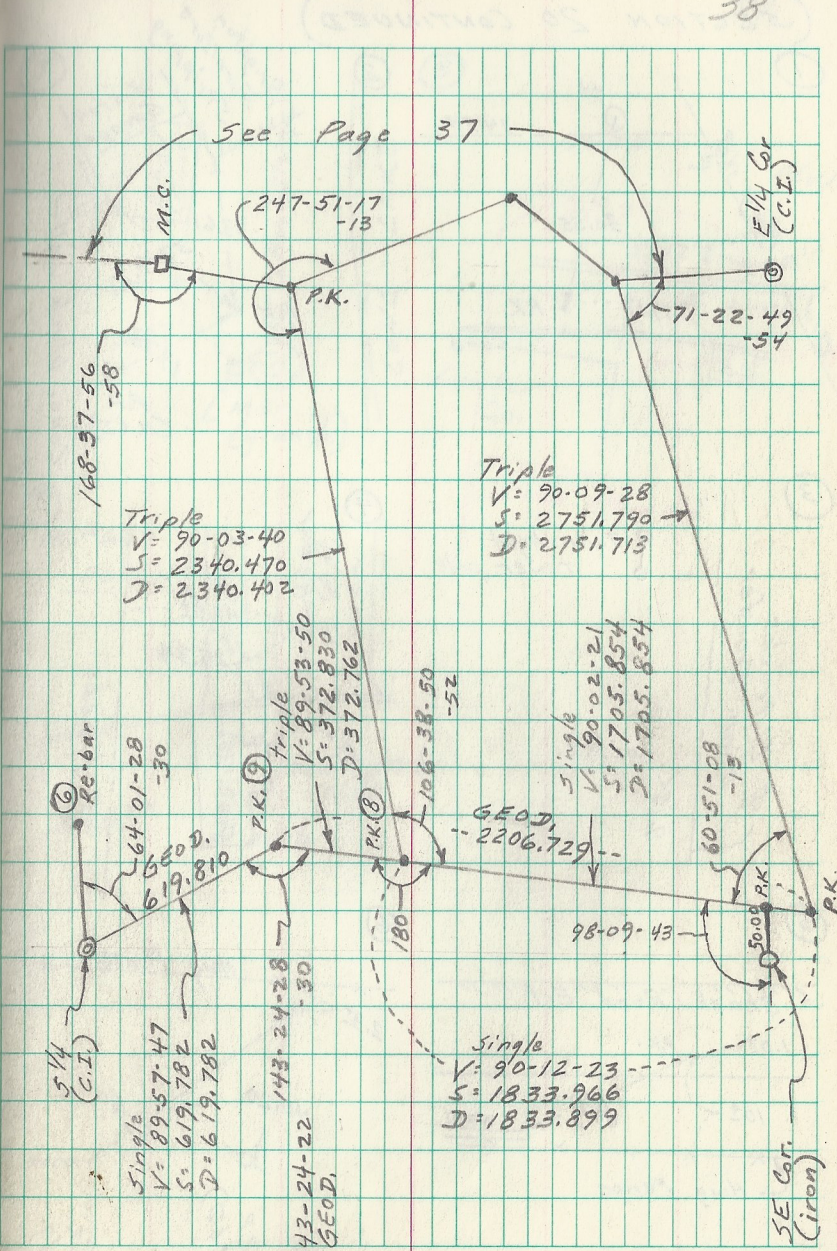 38
See Page 37
M.C.
247-51-17
-13
E 1/4 Cor
(C.I.)
P.K.
71-22-49
-54
168-37-56
-58
Triple
V= 90-09-28
S= 2751.790
D= 2751.713
Triple
V= 90-03-40
S= 2340.470
D= 2340.402
triple
V= 89-53-50
S= 372.830
D= 372.762
106-38-50
-52
Single
V= 90-02-21
S= 1705.854
D= 1705.854
6
Re-bar
64-01-28
-30
GEOD.
619.810
P.K. 9
P.K. 8
GEOD.
--2206.729--
60-51-08
-13
P.K.
50.00
P.K.
180
98-09-43
S 1/4
(C.I.)
Single
V= 89-57-47
S= 619.782
D= 619.782
143-24-28
-30
43-24-22
GEOD.
Single
V= 90-12-23
S= 1833.966
D= 1833.899
SE Cor.
(iron)